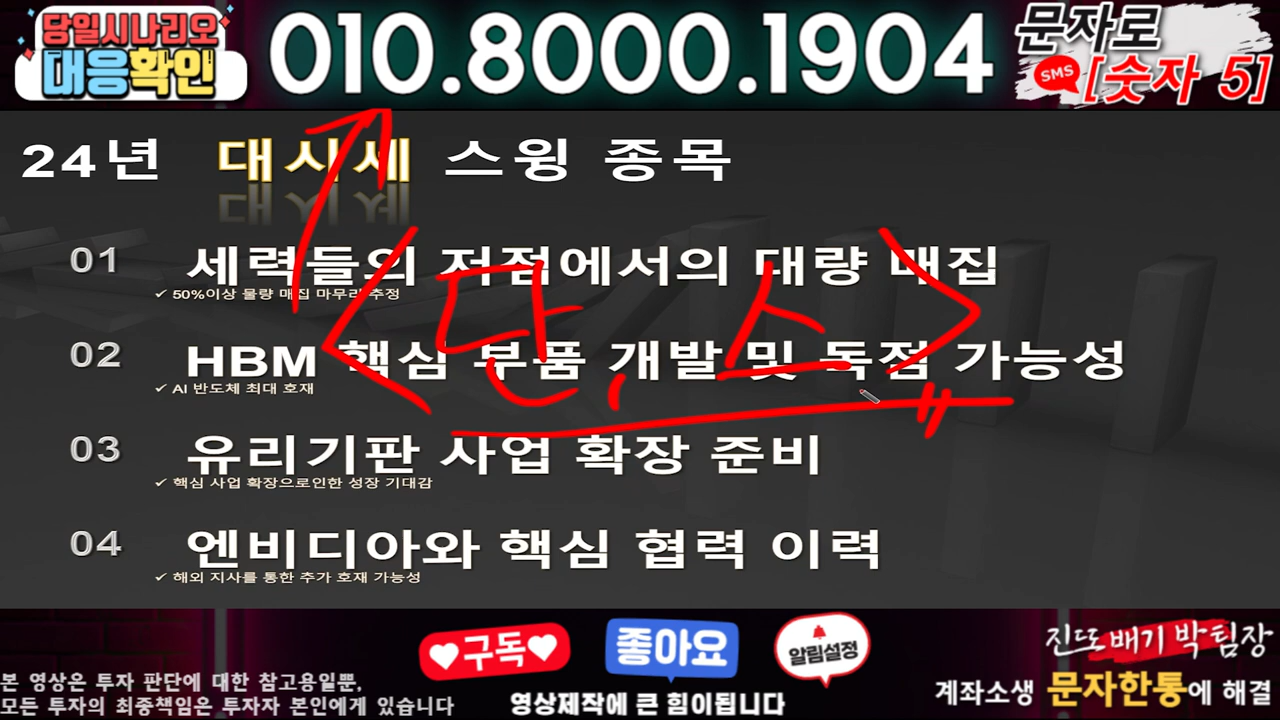 당일시나리오
대응확인
010.8000.1904
문자로
SMS
[숫자 5]
24년 대시세 스윙 종목
01 세력들의 저점에서의 대량 매집
✓ 50%이상 물량 매집 마무리 추정
02 HBM 핵심 부품 개발 및 독점 가능성
✓ AI 반도체 최대 호재
<단, 스>
03 유리기판 사업 확장 준비
✓ 핵심 사업 확장으로인한 성장 기대감
04 엔비디아와 핵심 협력 이력
✓ 해외 지사를 통한 추가 호재 가능성
구독
좋아요
알림설정
영상제작에 큰 힘이됩니다
본 영상은 투자 판단에 대한 참고용일뿐,
모든 투자의 최종책임은 투자자 본인에게 있습니다
진또배기 박팀장
계좌소생 문자한통에 해결